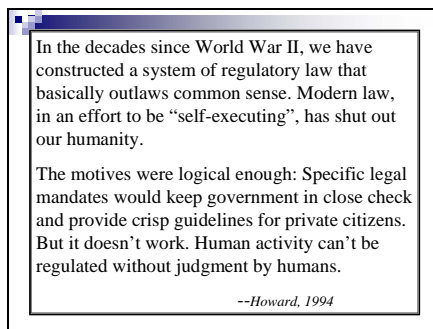 In the decades since World War II, we have
constructed a system of regulatory law that
basically outlaws common sense. Modern law,
in an effort to be “self-executing”, has shut out
our humanity.
The motives were logical enough: Specific legal
mandates would keep government in close check
and provide crisp guidelines for private citizens.
But it doesn’t work. Human activity can’t be
regulated without judgment by humans.
--Howard, 1994